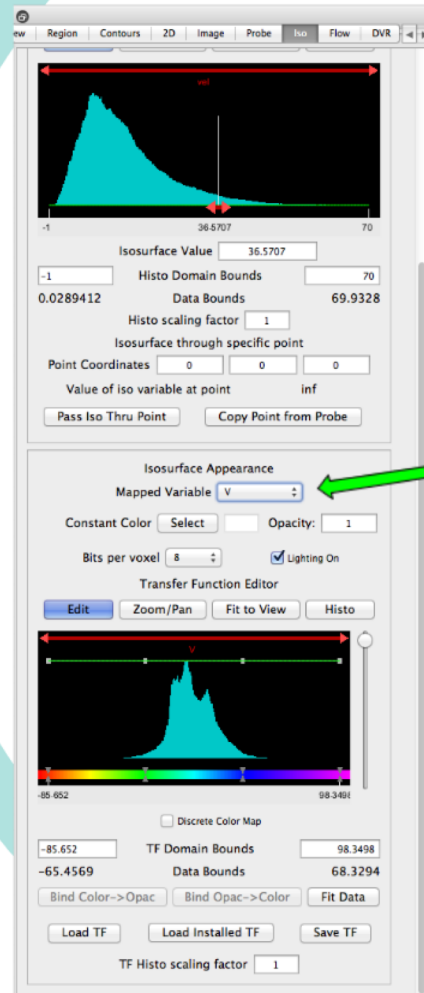 ew Region Contours 2D Image Probe Iso Flow DVR
vel
-1 36.5707 70
Isosurface Value 36.5707
-1 Histo Domain Bounds 70
0.0289412 Data Bounds 69.9328
Histo scaling factor 1
Isosurface through specific point
Point Coordinates 0 0 0
Value of iso variable at point inf
Pass Iso Thru Point Copy Point from Probe
Isosurface Appearance
Mapped Variable V
Constant Color Select Opacity: 1
Bits per voxel 8 Lighting On
Transfer Function Editor
Edit Zoom/Pan Fit to View Histo
V
-85.652 98.3498
Discrete Color Map
-85.652 TF Domain Bounds 98.3498
-65.4569 Data Bounds 68.3294
Bind Color->Opac Bind Opac->Color Fit Data
Load TF Load Installed TF Save TF
TF Histo scaling factor 1